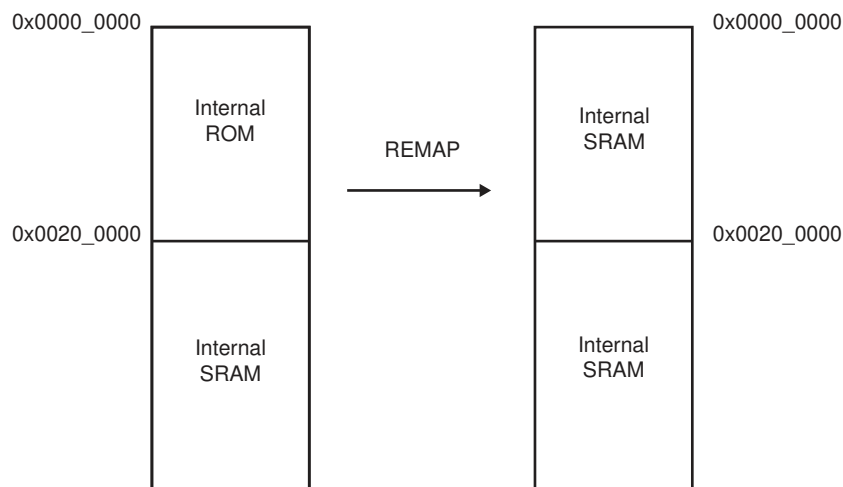 0x0000_0000
0x0000_0000
Internal
ROM
Internal
SRAM
REMAP
0x0020_0000
0x0020_0000
Internal
SRAM
Internal
SRAM